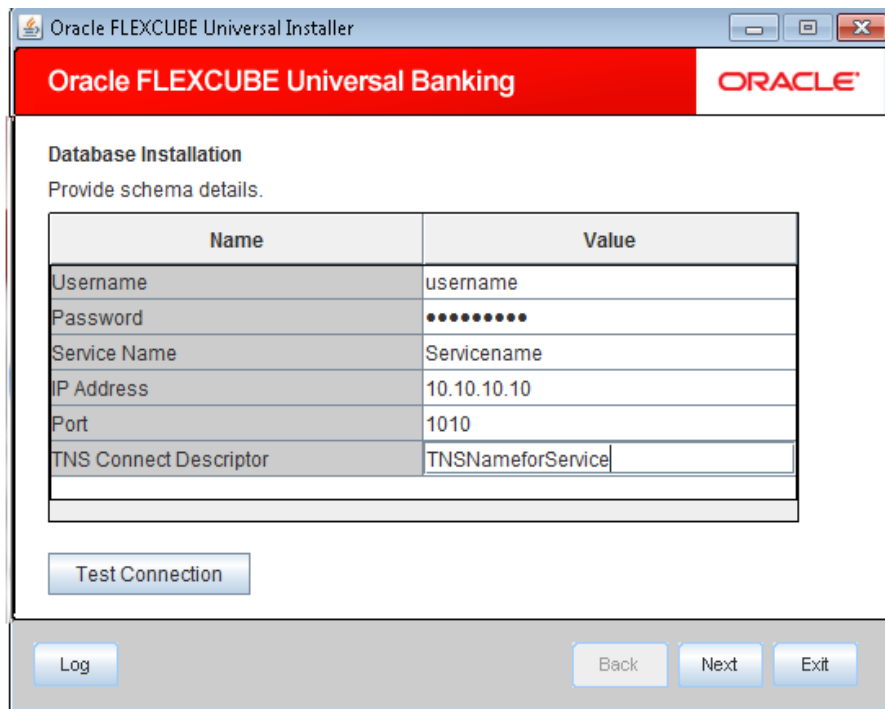 Oracle FLEXCUBE Universal Installer
Oracle FLEXCUBE Universal Banking
ORACLE
Database Installation
Provide schema details.
Name Value
Username username
Password •••••••••
Service Name Servicename
IP Address 10.10.10.10
Port 1010
TNS Connect Descriptor TNSNameforService
Test Connection
Log Back Next Exit